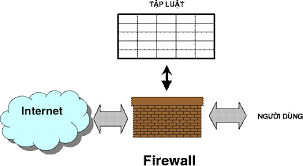 TẬP LUẬT
Internet
NGƯỜI DÙNG
Firewall